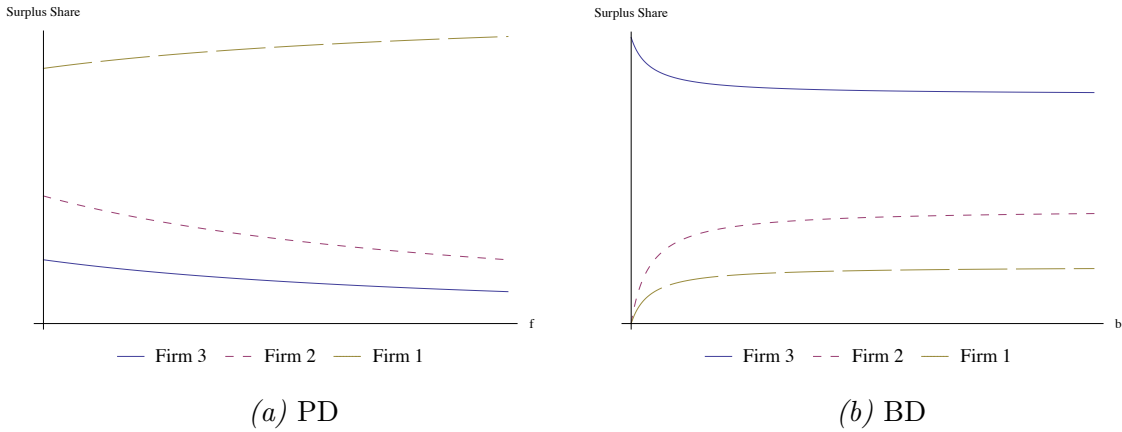 Surplus Share
f
Firm 3 Firm 2 Firm 1
(a) PD
Surplus Share
b
Firm 3 Firm 2 Firm 1
(b) BD